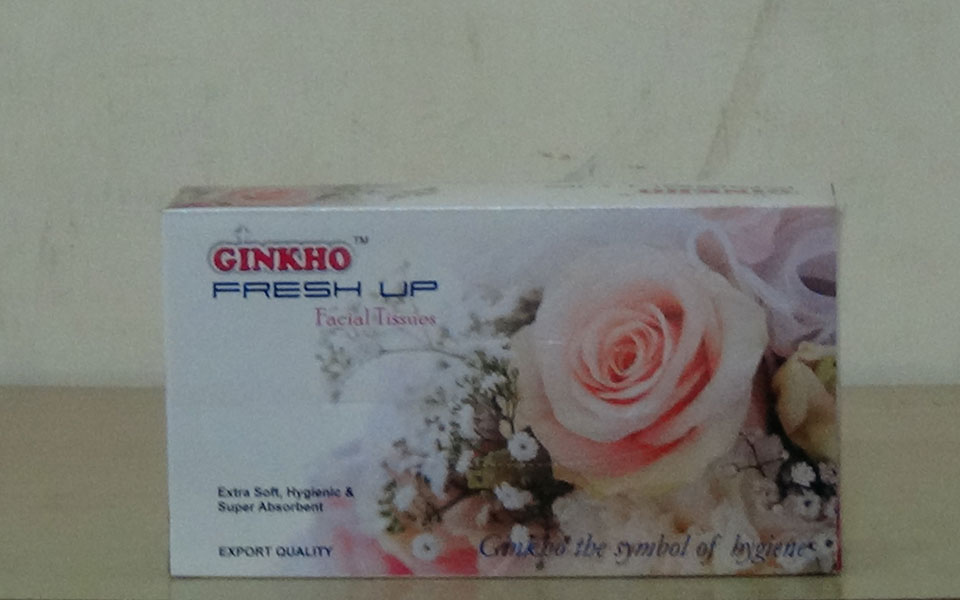 GINKHO™
FRESH UP
Facial Tissues
Extra Soft, Hygienic &
Super Absorbent
EXPORT QUALITY
Ginkho the symbol of hygiene